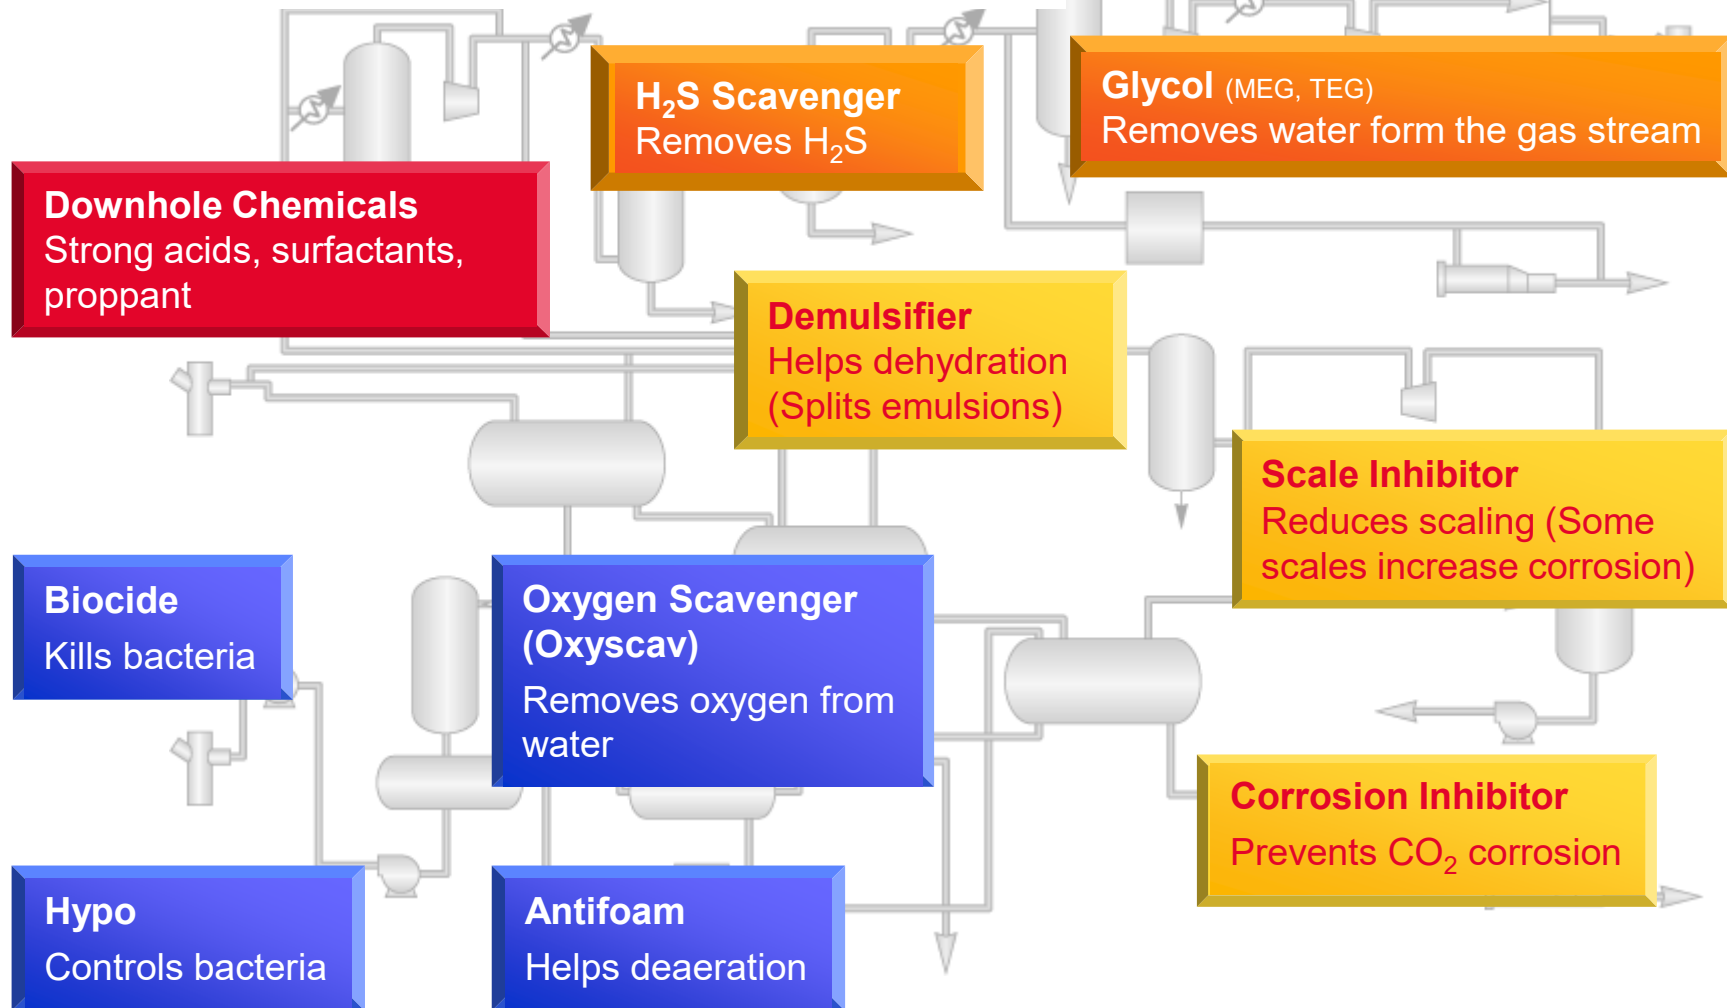 H₂S Scavenger
Removes H₂S
Glycol (MEG, TEG)
Removes water form the gas stream
Downhole Chemicals
Strong acids, surfactants,
proppant
Demulsifier
Helps dehydration
(Splits emulsions)
Scale Inhibitor
Reduces scaling (Some
scales increase corrosion)
Biocide
Kills bacteria
Oxygen Scavenger
(Oxyscav)
Removes oxygen from
water
Corrosion Inhibitor
Prevents CO₂ corrosion
Hypo
Controls bacteria
Antifoam
Helps deaeration